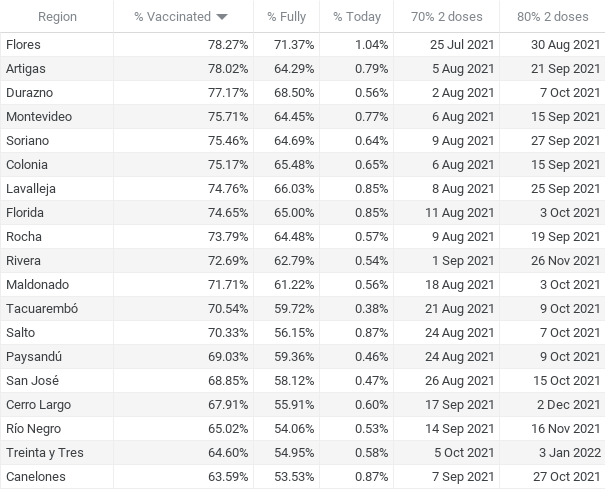 Region % Vaccinated % Fully % Today 70% 2 doses 80% 2 doses
Flores 78.27% 71.37% 1.04% 25 Jul 2021 30 Aug 2021
Artigas 78.02% 64.29% 0.79% 5 Aug 2021 21 Sep 2021
Durazno 77.17% 68.50% 0.56% 2 Aug 2021 7 Oct 2021
Montevideo 75.71% 64.45% 0.77% 6 Aug 2021 15 Sep 2021
Soriano 75.46% 64.69% 0.64% 9 Aug 2021 27 Sep 2021
Colonia 75.17% 65.48% 0.65% 6 Aug 2021 15 Sep 2021
Lavalleja 74.76% 66.03% 0.85% 8 Aug 2021 25 Sep 2021
Florida 74.65% 65.00% 0.85% 11 Aug 2021 3 Oct 2021
Rocha 73.79% 64.48% 0.57% 9 Aug 2021 19 Sep 2021
Rivera 72.69% 62.79% 0.54% 1 Sep 2021 26 Nov 2021
Maldonado 71.71% 61.22% 0.56% 18 Aug 2021 3 Oct 2021
Tacuarembó 70.54% 59.72% 0.38% 21 Aug 2021 9 Oct 2021
Salto 70.33% 56.15% 0.87% 24 Aug 2021 7 Oct 2021
Paysandú 69.03% 59.36% 0.46% 24 Aug 2021 9 Oct 2021
San José 68.85% 58.12% 0.47% 26 Aug 2021 15 Oct 2021
Cerro Largo 67.91% 55.91% 0.60% 17 Sep 2021 2 Dec 2021
Río Negro 65.02% 54.06% 0.53% 14 Sep 2021 16 Nov 2021
Treinta y Tres 64.60% 54.95% 0.58% 5 Oct 2021 3 Jan 2022
Canelones 63.59% 53.53% 0.87% 7 Sep 2021 27 Oct 2021